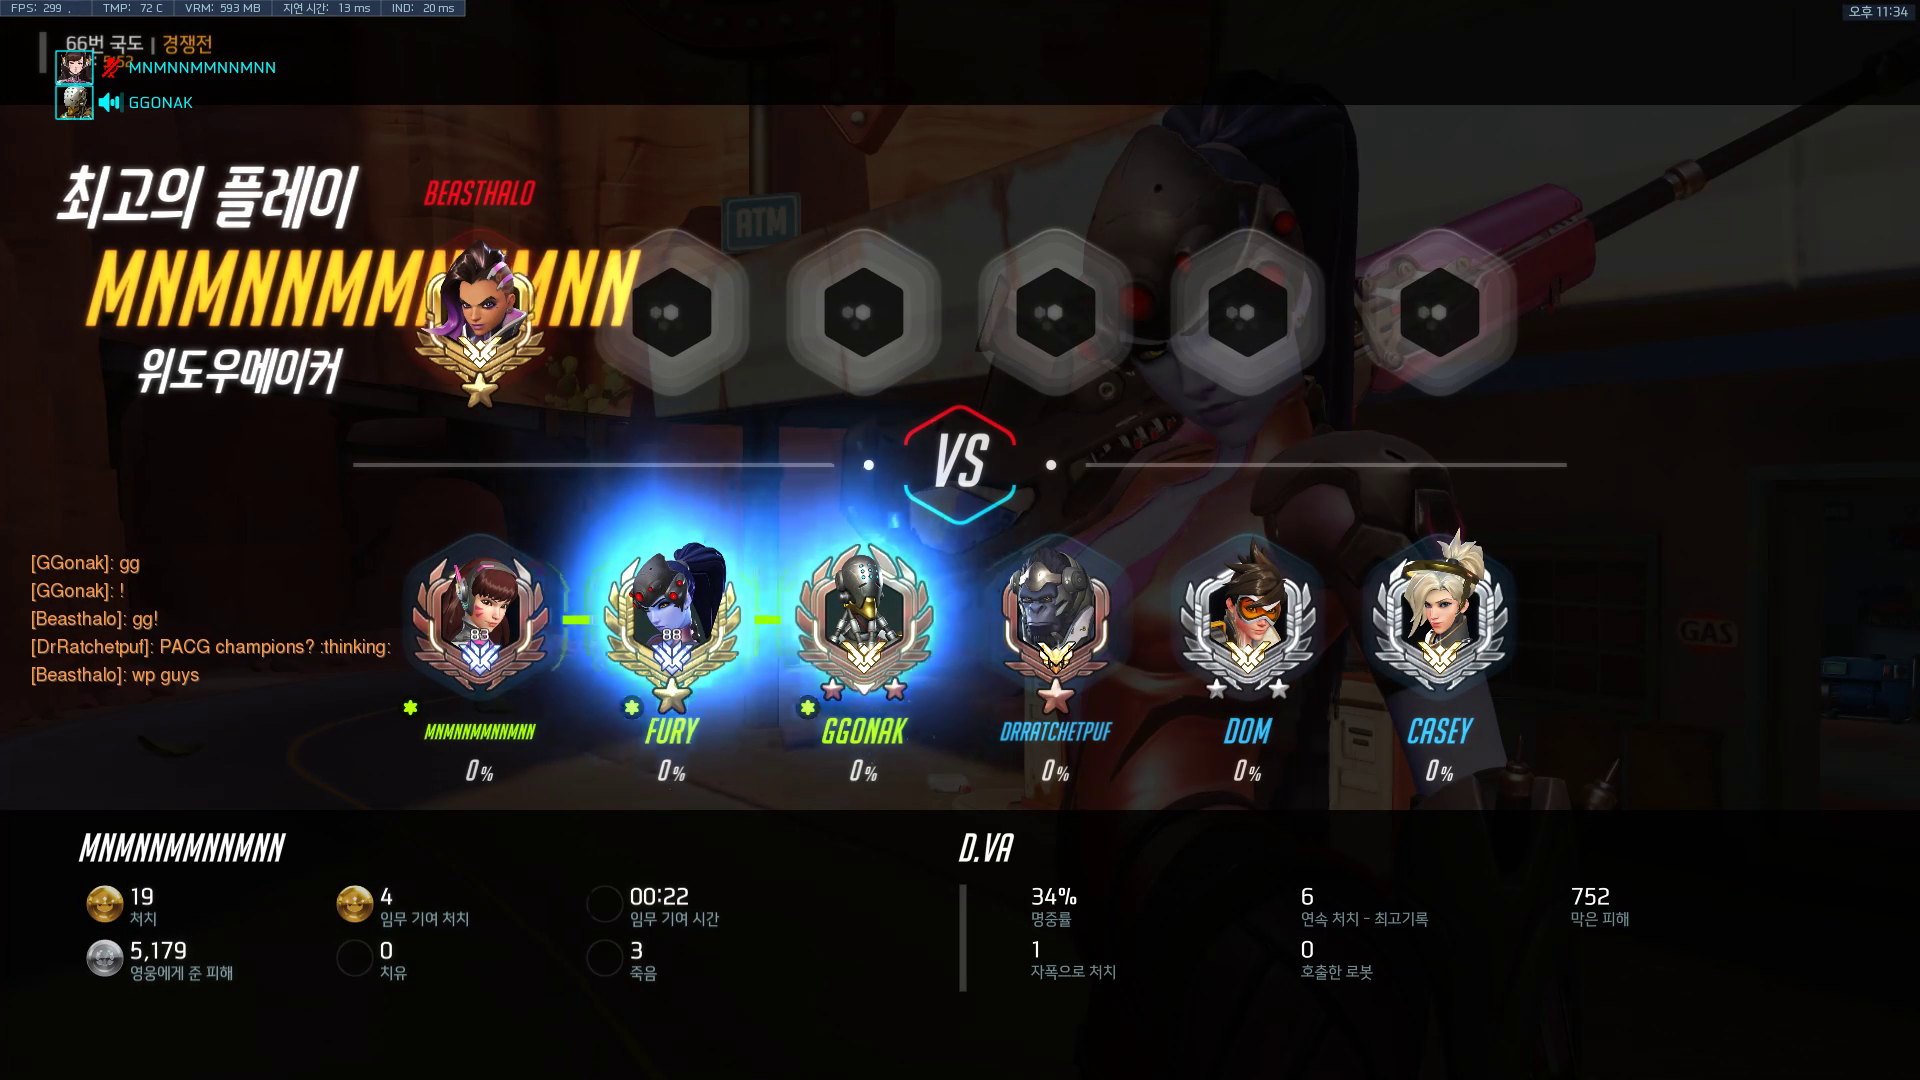 FPS: 299 , TMP: 72 C VRM: 593 MB 지연 시간: 13 ms IND: 20 ms
오후 11:34
66번 국도 | 경쟁전
5:52
MNMNNMMNNMNN
GGONAK
최고의 플레이
BEASTHALO
ATM
MNMNNMMNNMNN
위도우메이커
VS
[GGonak]: gg
[GGonak]: !
[Beasthalo]: gg!
[DrRatchetpuf]: PACG champions? :thinking:
[Beasthalo]: wp guys
GAS
83 88
MNMNNMMNNMNN FURY GGONAK DRRATCHETPUF DOM CASEY
0% 0% 0% 0% 0% 0%
MNMNNMMNNMNN
19 4 00:22
처치 임무 기여 처치 임무 기여 시간
5,179 0 3
영웅에게 준 피해 치유 죽음
D.VA
34% 6 752
명중률 연속 처치 - 최고기록 막은 피해
1 0
자폭으로 처치 호출한 로봇